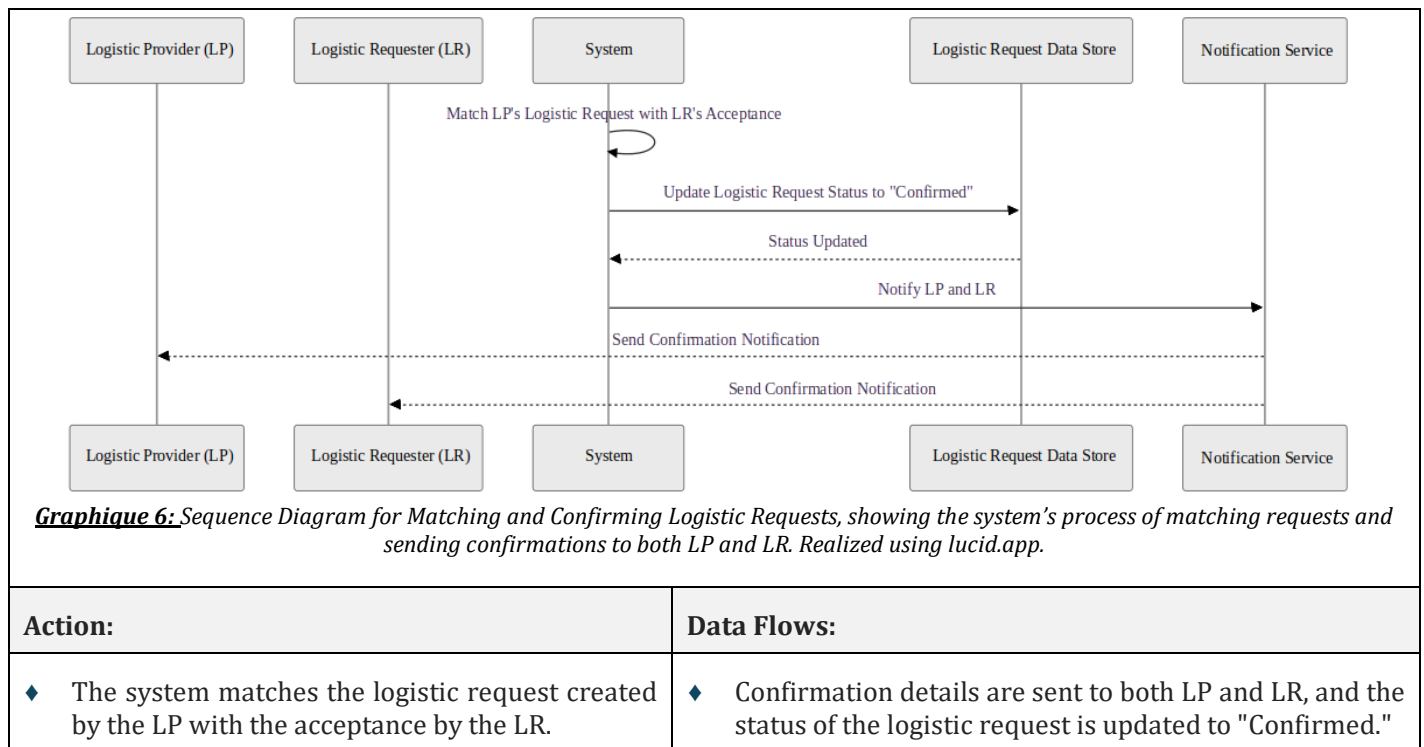 Logistic Provider (LP)
Logistic Requester (LR)
System
Logistic Request Data Store
Notification Service
Match LP's Logistic Request with LR's Acceptance
Update Logistic Request Status to "Confirmed"
Status Updated
Notify LP and LR
Send Confirmation Notification
Send Confirmation Notification
Logistic Provider (LP)
Logistic Requester (LR)
System
Logistic Request Data Store
Notification Service
Graphique 6: Sequence Diagram for Matching and Confirming Logistic Requests, showing the system's process of matching requests and
sending confirmations to both LP and LR. Realized using lucid.app.
Action:
Data Flows:
♦ The system matches the logistic request created
by the LP with the acceptance by the LR.
♦ Confirmation details are sent to both LP and LR, and the
status of the logistic request is updated to "Confirmed."